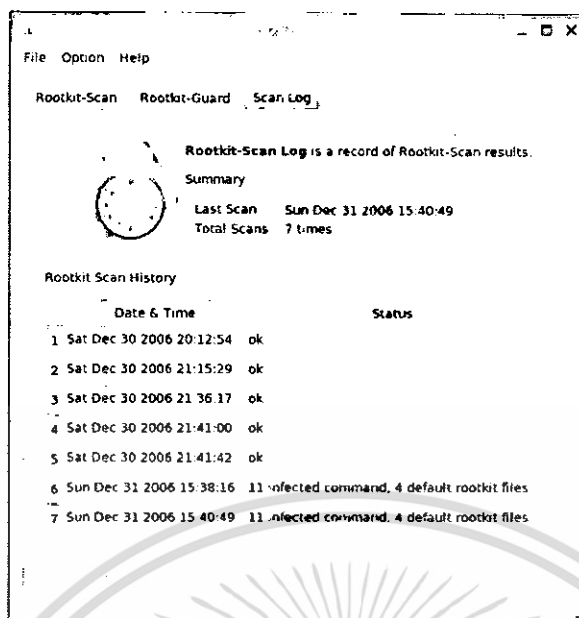 File Option Help
Rootkit-Scan Rootkit-Guard Scan Log
Rootkit-Scan Log is a record of Rootkit-Scan results.
Summary
Last Scan Sun Dec 31 2006 15:40:49
Total Scans 7 times
Rootkit Scan History
Date & Time Status
1 Sat Dec 30 2006 20:12:54 ok
2 Sat Dec 30 2006 21:15:29 ok
3 Sat Dec 30 2006 21:36:17 ok
4 Sat Dec 30 2006 21:41:00 ok
5 Sat Dec 30 2006 21:41:42 ok
6 Sun Dec 31 2006 15:38:16 11 infected command, 4 default rootkit files
7 Sun Dec 31 2006 15:40:49 11 infected command, 4 default rootkit files